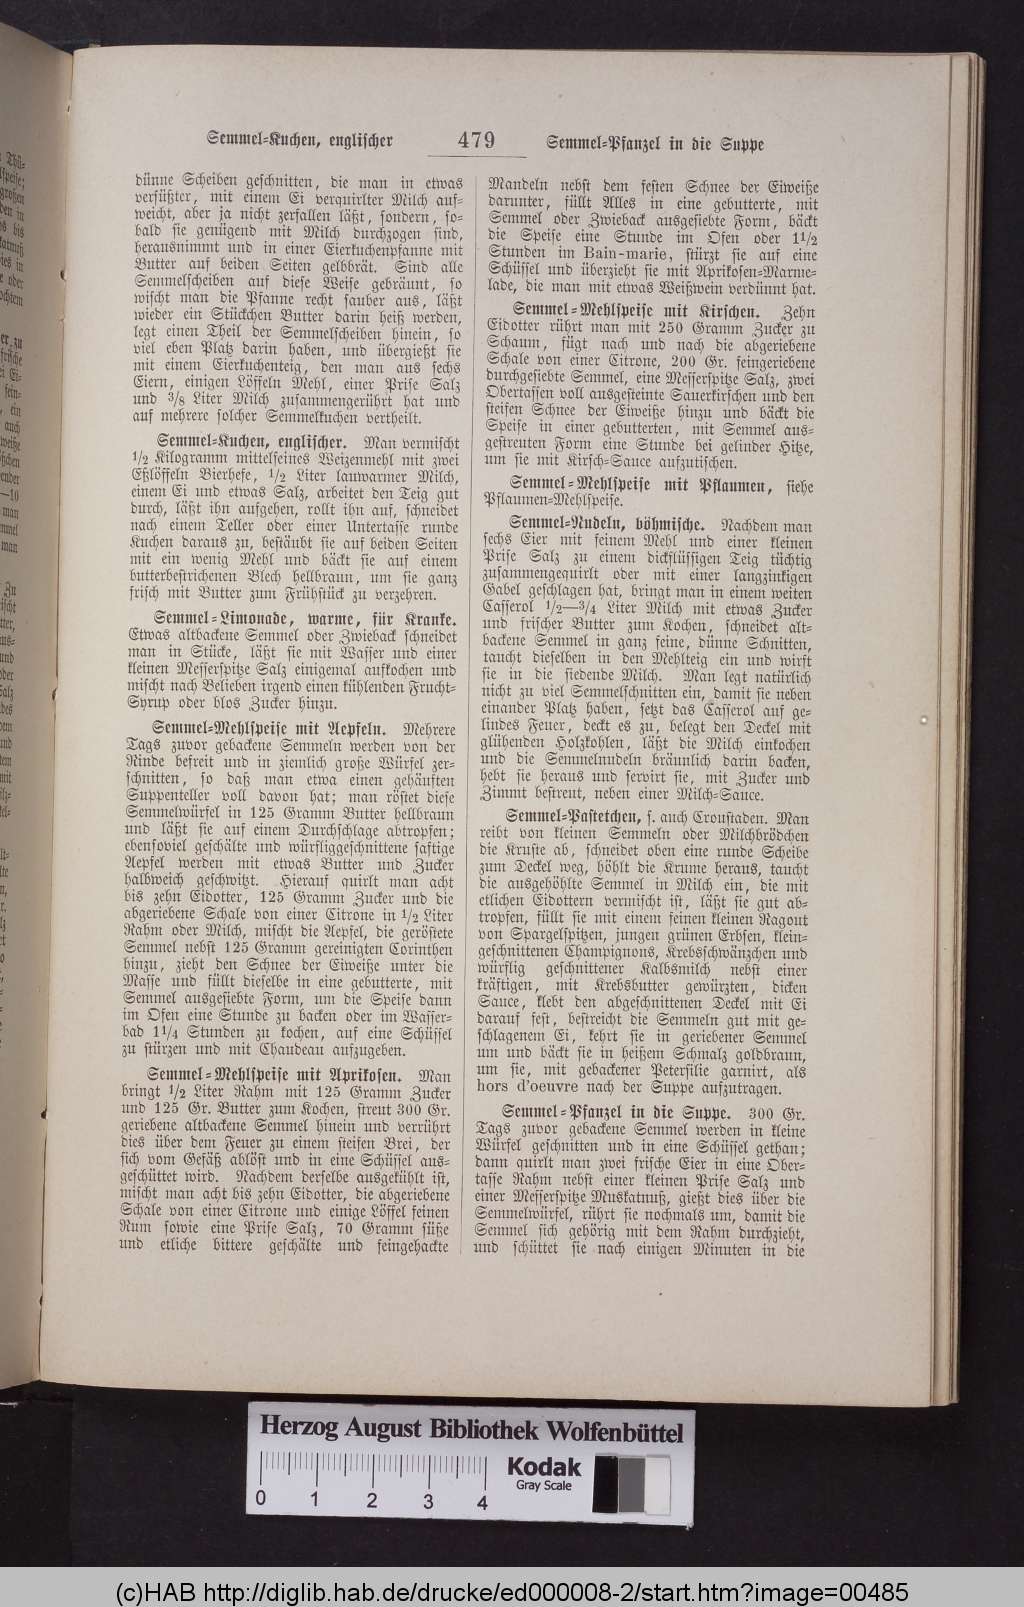 Semmel-Kuchen, englischer
479
Semmel-Pfanzel in die Suppe
dünne Scheiben geschnitten, die man in etwas
versüßter, mit einem Ei verquirlter Milch auf-
weicht, aber ja nicht zerfallen läßt, sondern, so-
bald sie genügend mit Milch durchzogen sind,
herausnimmt und in einer Eierkuchenpfanne mit
Butter auf beiden Seiten gelbbrät. Sind alle
Semmelscheiben auf diese Weise gebräunt, so
wischt man die Pfanne recht sauber aus, läßt
wieder ein Stückchen Butter darin heiß werden,
legt einen Theil der Semmelscheiben hinein, so
viel eben Platz darin haben, und übergießt sie
mit einem Eierkuchenteig, den man aus sechs
Eiern, einigen Löffeln Mehl, einer Prise Salz
und 3/8 Liter Milch zusammengerührt hat und
auf mehrere solcher Semmelkuchen vertheilt.
Semmel-Kuchen, englischer. Man vermischt
1/2 Kilogramm mittelfeines Weizenmehl mit zwei
Eßlöffeln Bierhefe, 1/2 Liter lauwarmer Milch,
einem Ei und etwas Salz, arbeitet den Teig gut
durch, läßt ihn aufgehen, rollt ihn auf, schneidet
nach einem Teller oder einer Untertasse runde
Kuchen daraus zu, bestäubt sie auf beiden Seiten
mit ein wenig Mehl und bäckt sie auf einem
butterbestrichenen Blech hellbraun, um sie ganz
frisch mit Butter zum Frühstück zu verzehren.
Semmel-Limonade, warme, für Kranke.
Etwas altbackene Semmel oder Zwieback schneidet
man in Stücke, läßt sie mit Wasser und einer
kleinen Messerspitze Salz einigemal aufkochen und
mischt nach Belieben irgend einen kühlenden Frucht-
Syrup oder blos Zucker hinzu.
Semmel-Mehlspeise mit Aepfeln. Mehrere
Tags zuvor gebackene Semmeln werden von der
Rinde befreit und in ziemlich große Würfel zer-
schnitten, so daß man etwa einen gehäuften
Suppenteller voll davon hat; man röstet diese
Semmelwürfel in 125 Gramm Butter hellbraun
und läßt sie auf einem Durchschlage abtropfen;
ebensoviel geschälte und würfliggeschnittene saftige
Aepfel werden mit etwas Butter und Zucker
halbweich geschwitzt. Hierauf quirlt man acht
bis zehn Eidotter, 125 Gramm Zucker und die
abgeriebene Schale von einer Citrone in 1/2 Liter
Rahm oder Milch, mischt die Aepfel, die geröstete
Semmel nebst 125 Gramm gereinigten Corinthen
hinzu, zieht den Schnee der Eiweiße unter die
Masse und füllt dieselbe in eine gebutterte, mit
Semmel ausgesiebte Form, um die Speise dann
im Ofen eine Stunde zu backen oder im Wasser-
bad 1 1/4 Stunden zu kochen, auf eine Schüssel
zu stürzen und mit Chaudeau aufzugeben.
Semmel-Mehlspeise mit Aprikosen. Man
bringt 1/2 Liter Rahm mit 125 Gramm Zucker
und 125 Gr. Butter zum Kochen, streut 300 Gr.
geriebene altbackene Semmel hinein und verrührt
dies über dem Feuer zu einem steifen Brei, der
sich vom Gefäß ablöst und in eine Schüssel aus-
geschüttet wird. Nachdem derselbe ausgekühlt ist,
mischt man acht bis zehn Eidotter, die abgeriebene
Schale von einer Citrone und einige Löffel feinen
Rum sowie eine Prise Salz, 70 Gramm süße
und etliche bittere geschälte und feingehackte
Mandeln nebst dem festen Schnee der Eiweiße
darunter, füllt Alles in eine gebutterte, mit
Semmel oder Zwieback ausgesiebte Form, bäckt
die Speise eine Stunde im Ofen oder 1 1/2
Stunden im Bain-marie, stürzt sie auf eine
Schüssel und überzieht sie mit Aprikosen-Marme-
lade, die man mit etwas Weißwein verdünnt hat.
Semmel-Mehlspeise mit Kirschen. Zehn
Eidotter rührt man mit 250 Gramm Zucker zu
Schaum, fügt nach und nach die abgeriebene
Schale von einer Citrone, 200 Gr. feingeriebene
durchgesiebte Semmel, eine Messerspitze Salz, zwei
Obertassen voll ausgesteinte Sauerkirschen und den
steifen Schnee der Eiweiße hinzu und bäckt die
Speise in einer gebutterten, mit Semmel aus-
gestreuten Form eine Stunde bei gelinder Hitze,
um sie mit Kirsch-Sauce aufzutischen.
Semmel-Mehlspeise mit Pflaumen, siehe
Pflaumen-Mehlspeise.
Semmel-Nudeln, böhmische. Nachdem man
sechs Eier mit feinem Mehl und einer kleinen
Prise Salz zu einem dickflüssigen Teig tüchtig
zusammengequirlt oder mit einer langzinkigen
Gabel geschlagen hat, bringt man in einem weiten
Casserol 1/2—3/4 Liter Milch mit etwas Zucker
und frischer Butter zum Kochen, schneidet alt-
backene Semmel in ganz feine, dünne Schnitten,
taucht dieselben in den Mehlteig ein und wirft
sie in die siedende Milch. Man legt natürlich
nicht zu viel Semmelschnitten ein, damit sie neben
einander Platz haben, setzt das Casserol auf ge-
lindes Feuer, deckt es zu, belegt den Deckel mit
glühenden Holzkohlen, läßt die Milch einkochen
und die Semmelnudeln bräunlich darin backen,
hebt sie heraus und servirt sie, mit Zucker und
Zimmt bestreut, neben einer Milch-Sauce.
Semmel-Pastetchen, s. auch Croustaden. Man
reibt von kleinen Semmeln oder Milchbrödchen
die Kruste ab, schneidet oben eine runde Scheibe
zum Deckel weg, höhlt die Krume heraus, taucht
die ausgehöhlte Semmel in Milch ein, die mit
etlichen Eidottern vermischt ist, läßt sie gut ab-
tropfen, füllt sie mit einem feinen kleinen Ragout
von Spargelspitzen, jungen grünen Erbsen, klein-
geschnittenen Champignons, Krebsschwänzchen und
würflig geschnittener Kalbsmilch nebst einer
kräftigen, mit Krebsbutter gewürzten, dicken
Sauce, klebt den abgeschnittenen Deckel mit Ei
darauf fest, bestreicht die Semmeln gut mit ge-
schlagenem Ei, kehrt sie in geriebener Semmel
um und bäckt sie in heißem Schmalz goldbraun,
um sie, mit gebackener Petersilie garnirt, als
hors d'oeuvre nach der Suppe aufzutragen.
Semmel-Pfanzel in die Suppe. 300 Gr.
Tags zuvor gebackene Semmel werden in kleine
Würfel geschnitten und in eine Schüssel gethan;
dann quirlt man zwei frische Eier in eine Ober-
tasse Rahm nebst einer kleinen Prise Salz und
einer Messerspitze Muskatnuß, gießt dies über die
Semmelwürfel, rührt sie nochmals um, damit die
Semmel sich gehörig mit dem Rahm durchzieht,
und schüttet sie nach einigen Minuten in die
Herzog August Bibliothek Wolfenbüttel
0 1 2 3 4
Kodak
Gray Scale
(c)HAB http://diglib.hab.de/drucke/ed000008-2/start.htm?image=00485